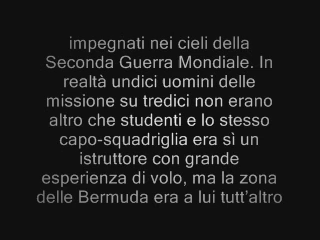 impegnati nei cieli della
Seconda Guerra Mondiale. In
realtà undici uomini delle
missione su tredici non erano
altro che studenti e lo stesso
capo-squadriglia era sì un
istruttore con grande
esperienza di volo, ma la zona
delle Bermuda era a lui tutt'altro